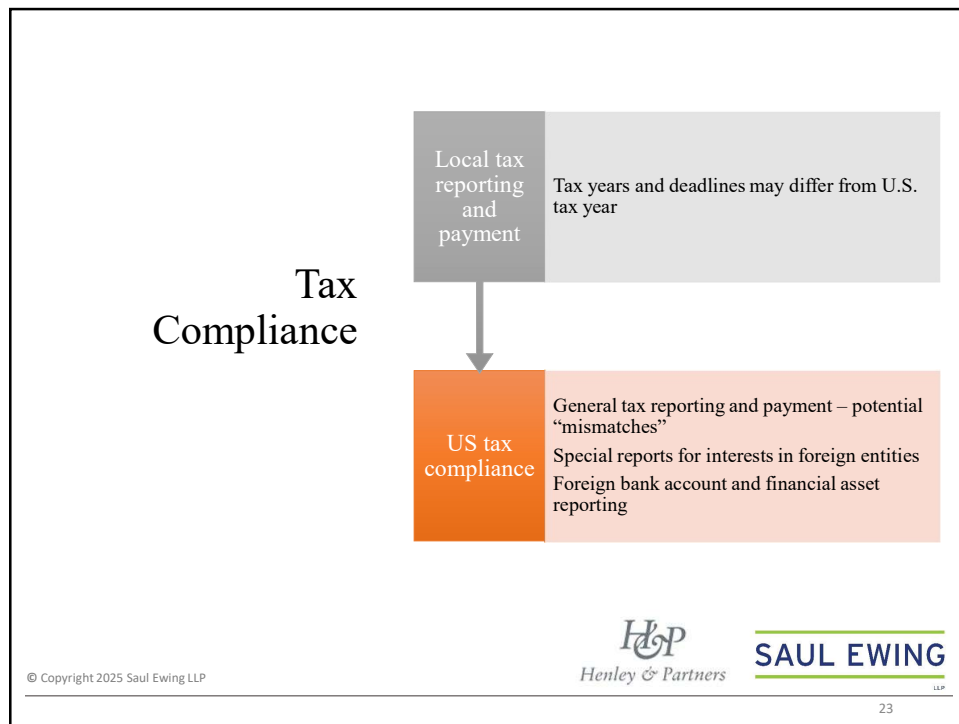 Tax
Compliance
Local tax
reporting
and
payment
Tax years and deadlines may differ from U.S.
tax year
US tax
compliance
General tax reporting and payment – potential
“mismatches”
Special reports for interests in foreign entities
Foreign bank account and financial asset
reporting
© Copyright 2025 Saul Ewing LLP
H&P
Henley & Partners
SAUL EWING
LLP
23